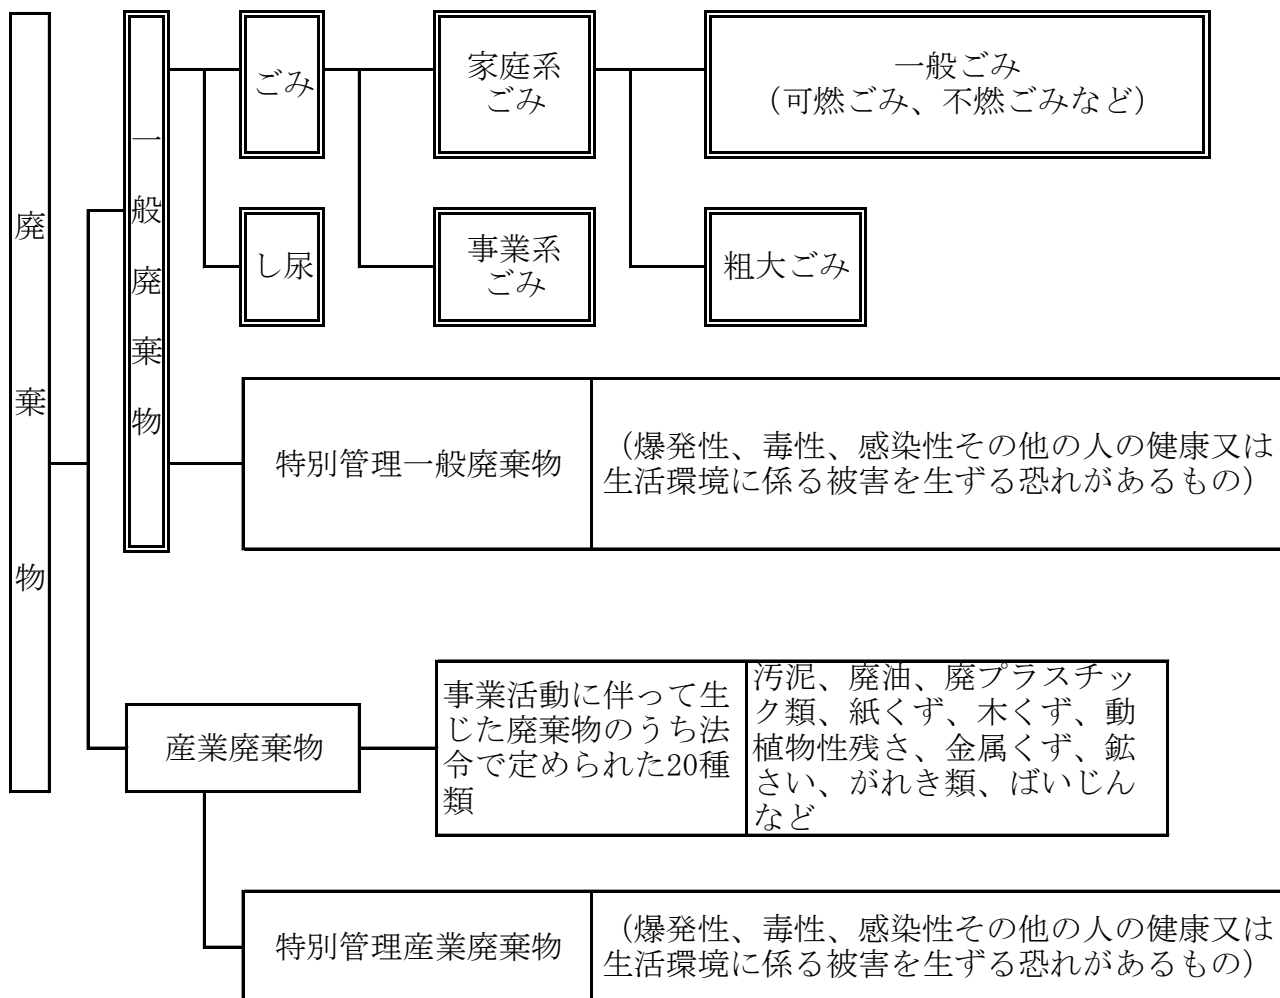 廃棄物
一般廃棄物
ごみ
家庭系
ごみ
一般ごみ
（可燃ごみ、不燃ごみなど）
し尿
事業系
ごみ
粗大ごみ
特別管理一般廃棄物
（爆発性、毒性、感染性その他の人の健康又は
生活環境に係る被害を生ずる恐れがあるもの）
産業廃棄物
事業活動に伴って生
じた廃棄物のうち法
令で定められた20種
類
汚泥、廃油、廃プラスチッ
ク類、紙くず、木くず、動
植物性残さ、金属くず、鉱
さい、がれき類、ばいじん
など
特別管理産業廃棄物
（爆発性、毒性、感染性その他の人の健康又は
生活環境に係る被害を生ずる恐れがあるもの）